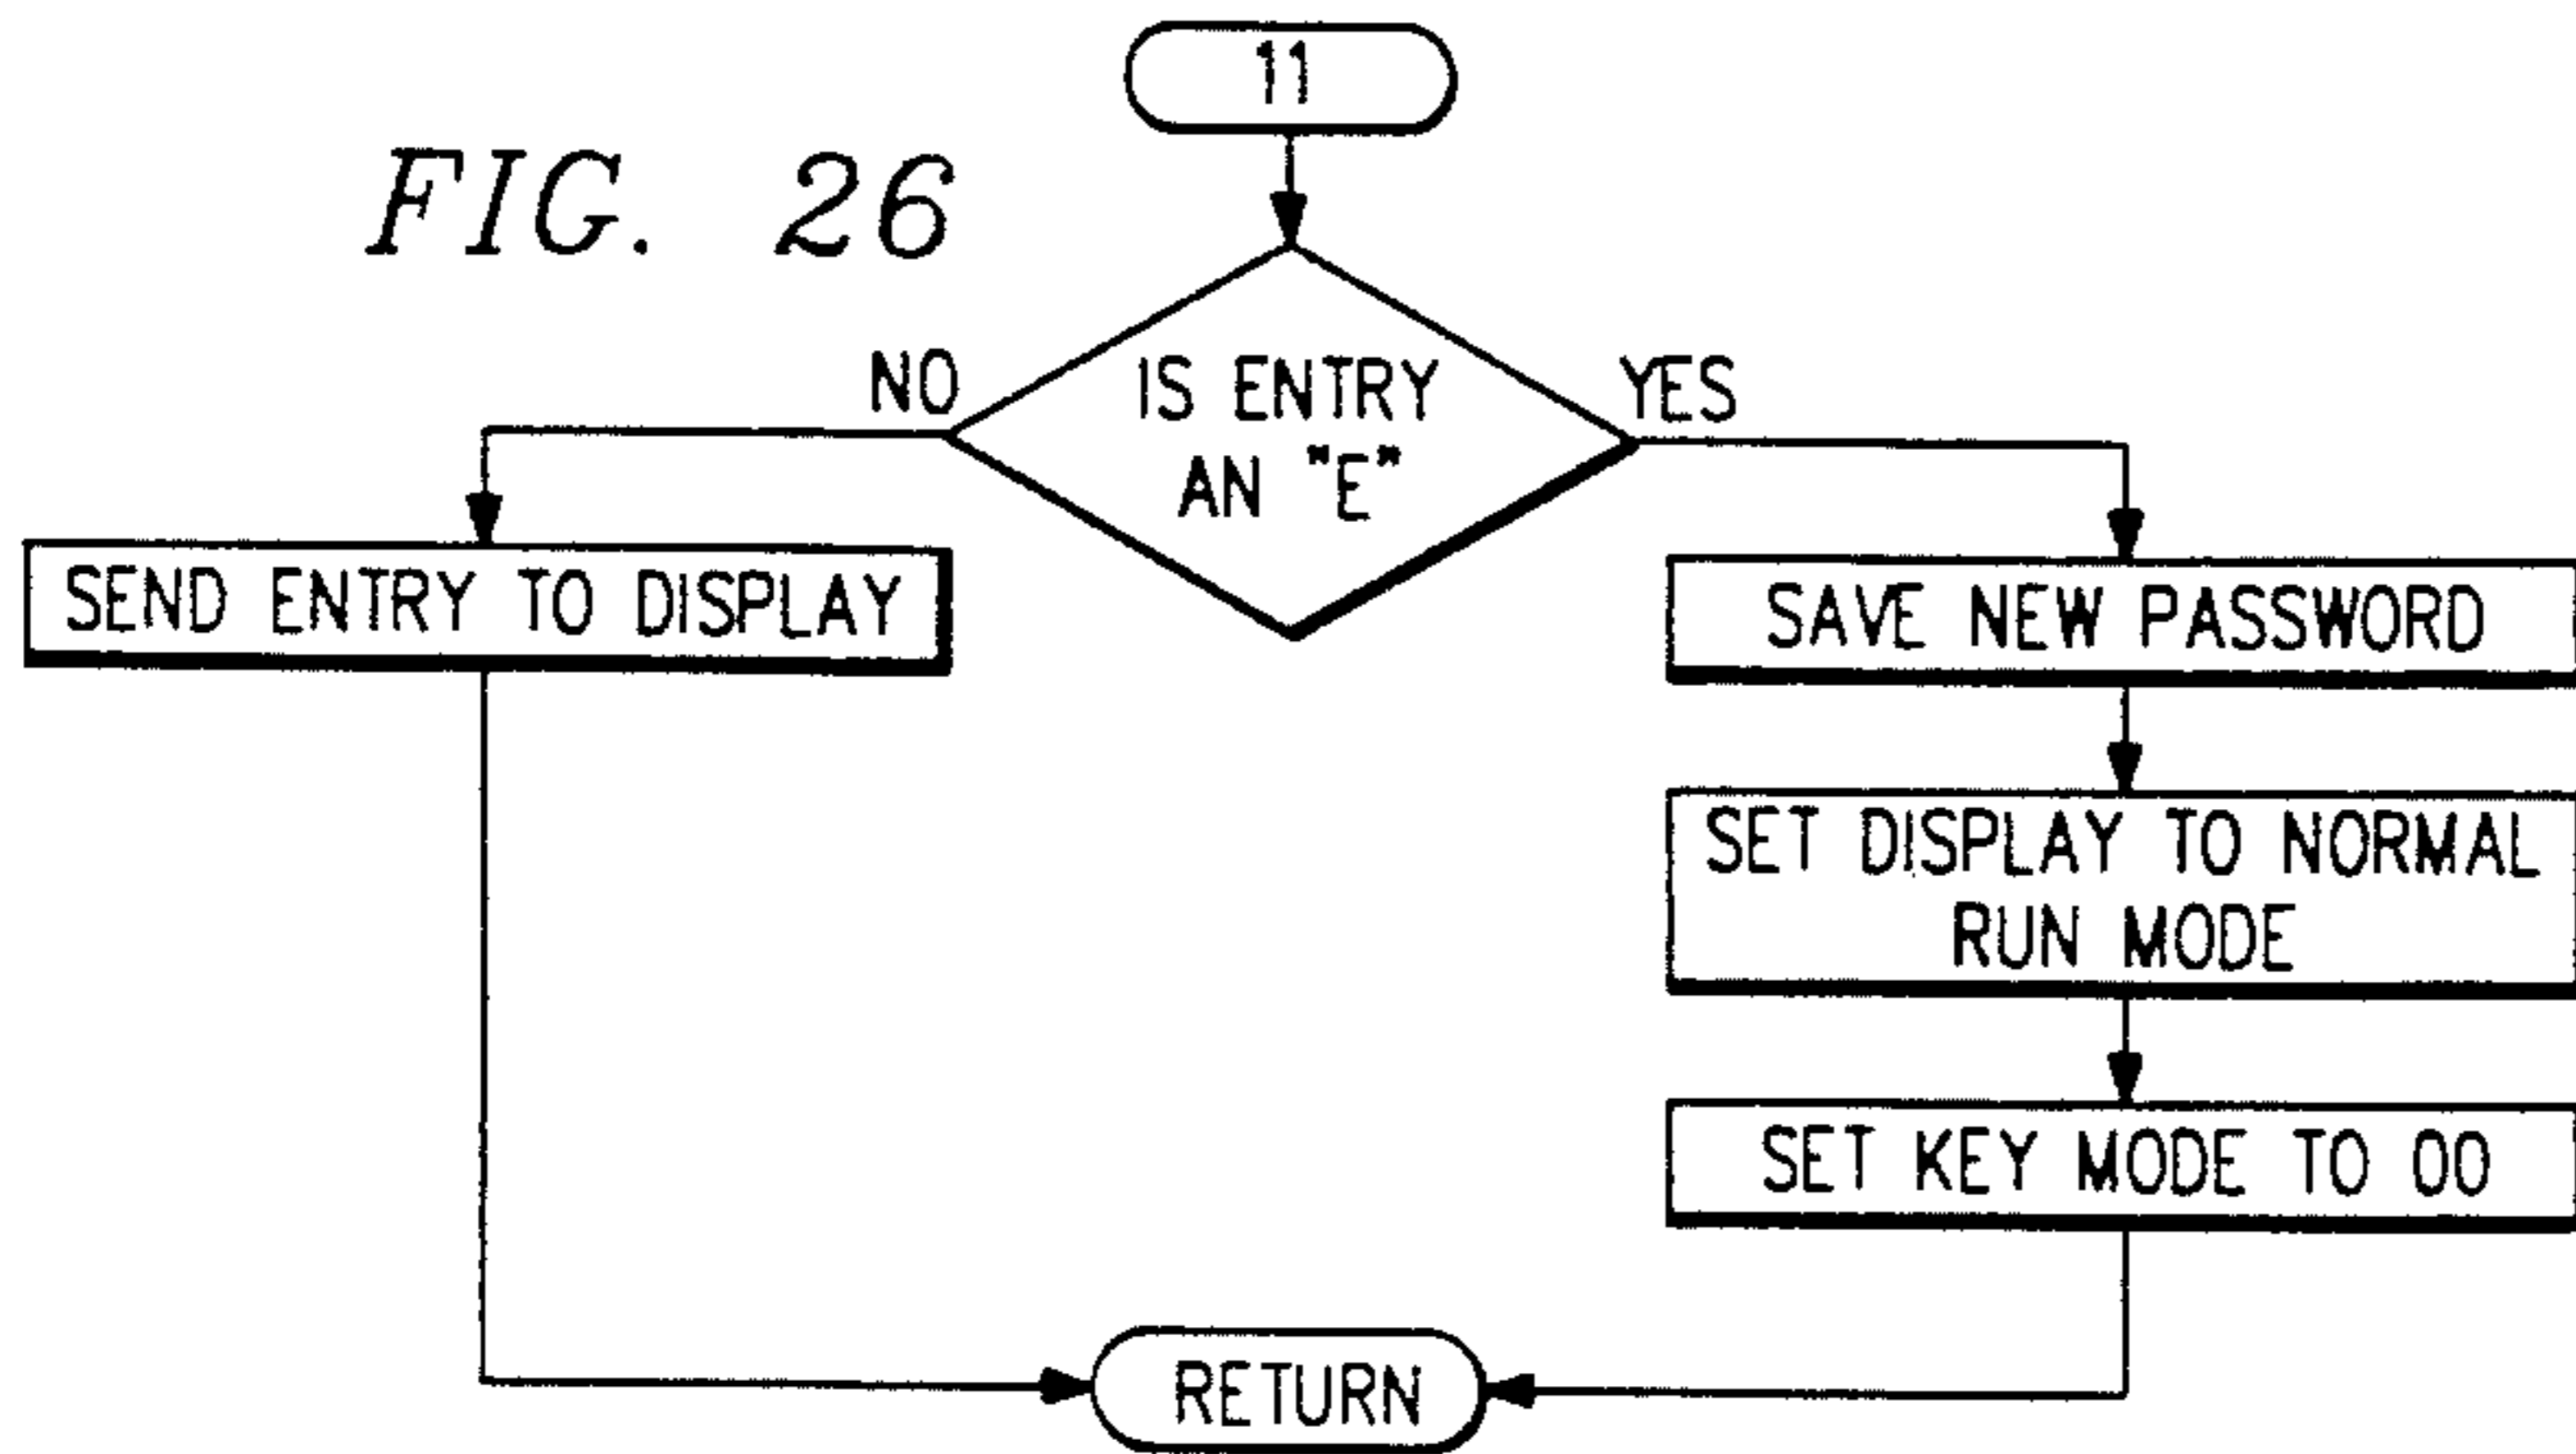 11
FIG. 26
IS ENTRY
AN "E"
NO
YES
SEND ENTRY TO DISPLAY
SAVE NEW PASSWORD
SET DISPLAY TO NORMAL
RUN MODE
SET KEY MODE TO 00
RETURN